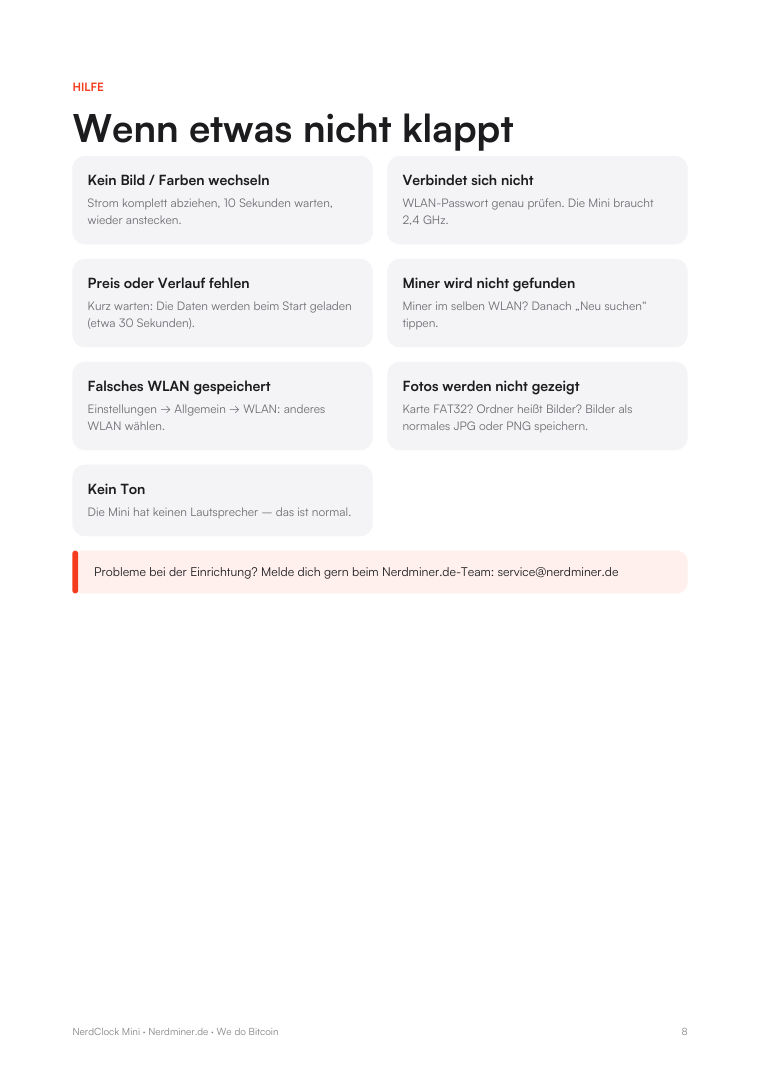 HILFE
Wenn etwas nicht klappt
Kein Bild / Farben wechseln
Strom komplett abziehen, 10 Sekunden warten,
wieder anstecken.
Verbindet sich nicht
WLAN-Passwort genau prüfen. Die Mini braucht
2,4 GHz.
Preis oder Verlauf fehlen
Kurz warten: Die Daten werden beim Start geladen
(etwa 30 Sekunden).
Miner wird nicht gefunden
Miner im selben WLAN? Danach „Neu suchen“
tippen.
Falsches WLAN gespeichert
Einstellungen → Allgemein → WLAN: anderes
WLAN wählen.
Fotos werden nicht gezeigt
Karte FAT32? Ordner heißt Bilder? Bilder als
normales JPG oder PNG speichern.
Kein Ton
Die Mini hat keinen Lautsprecher — das ist normal.
Probleme bei der Einrichtung? Melde dich gern beim Nerdminer.de-Team: service@nerdminer.de
NerdClock Mini · Nerdminer.de · We do Bitcoin
8